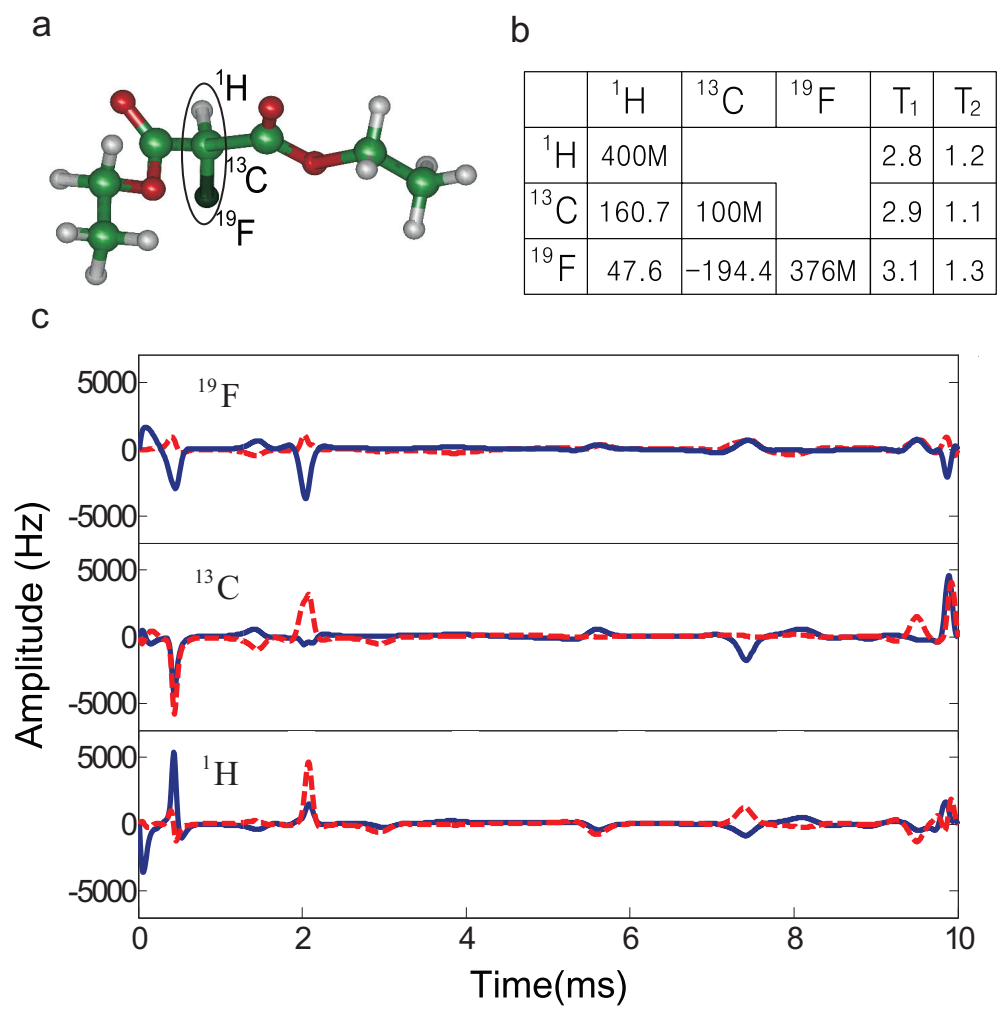 a
¹H
¹³C
¹⁹F
b
¹H ¹³C ¹⁹F T₁ T₂
¹H 400M 2.8 1.2
¹³C 160.7 100M 2.9 1.1
¹⁹F 47.6 −194.4 376M 3.1 1.3
c
Amplitude (Hz)
¹⁹F
5000
0
-5000
¹³C
5000
0
-5000
¹H
5000
0
-5000
0 2 4 6 8 10
Time(ms)